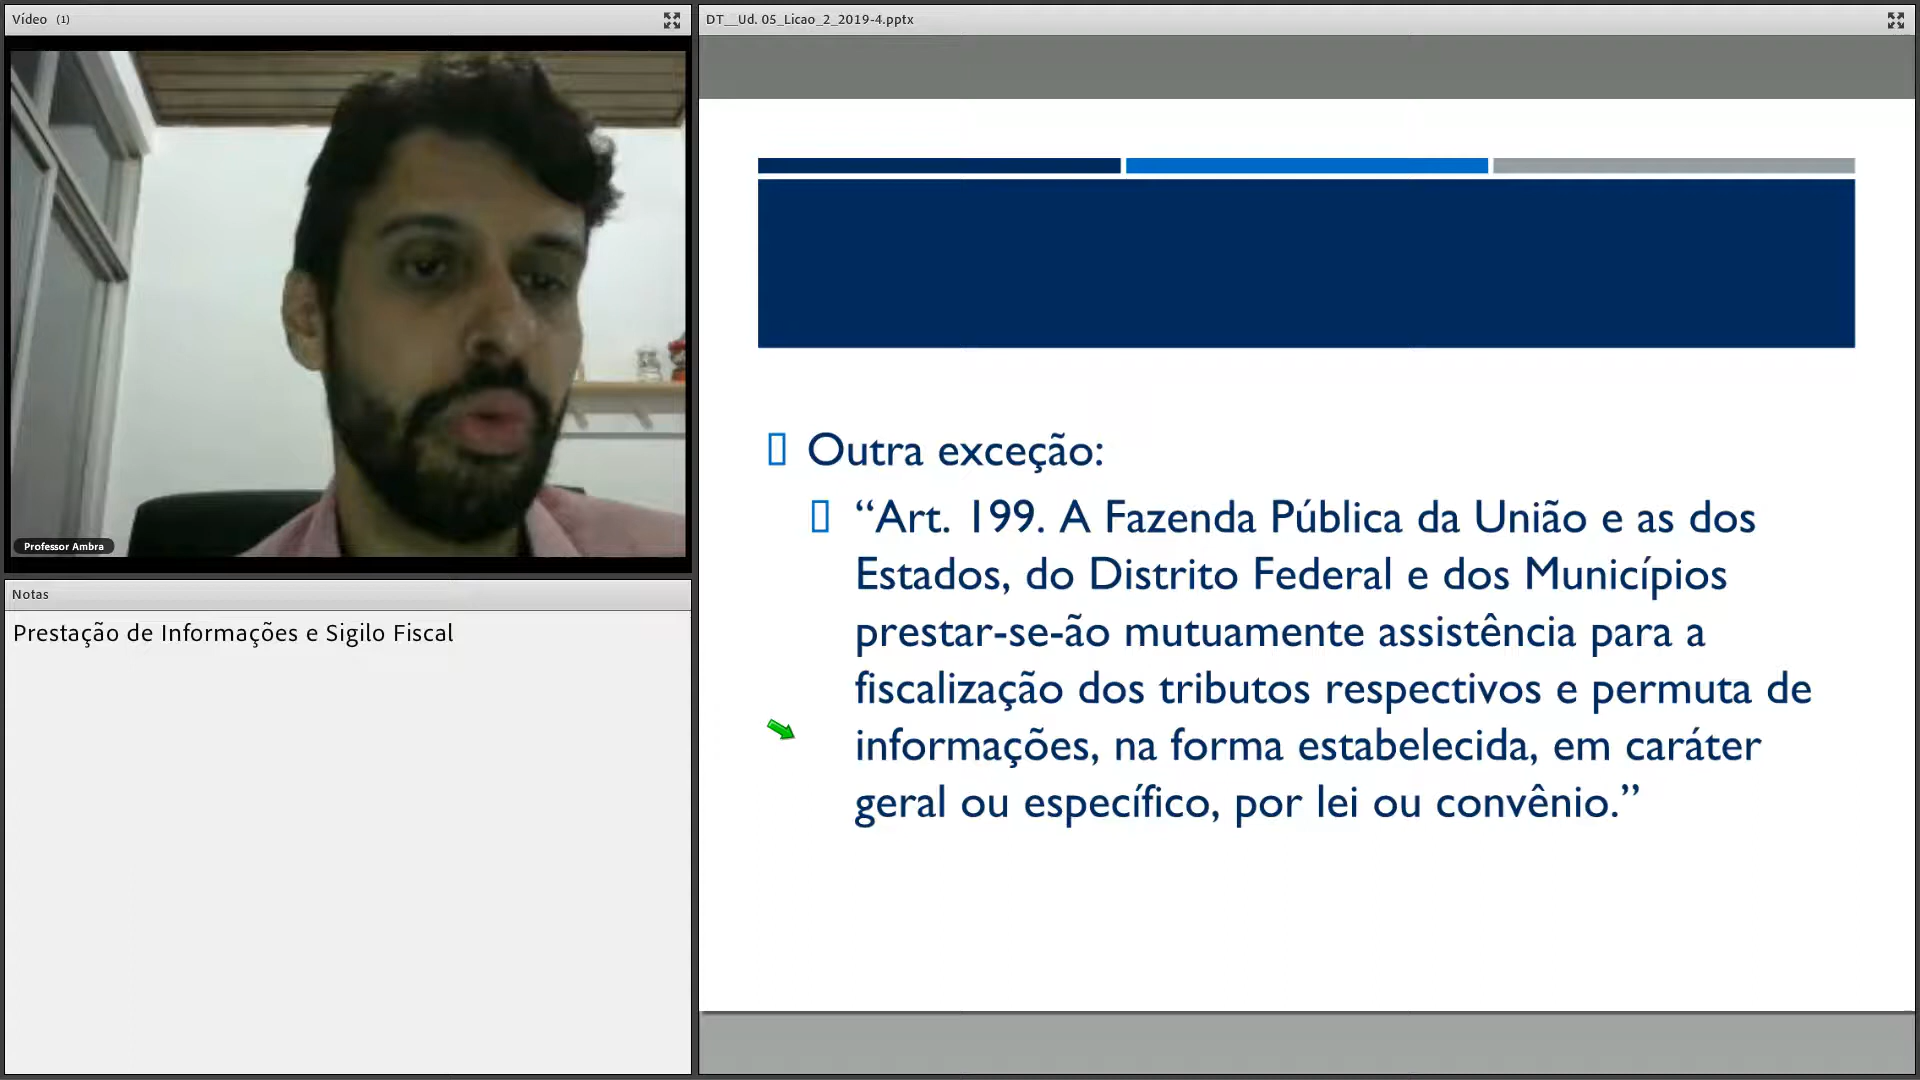 Vídeo (1)
Professor Ambra
Notas
Prestação de Informações e Sigilo Fiscal
DT__Ud. 05_Licao_2_2019-4.pptx
Outra exceção:
“Art. 199. A Fazenda Pública da União e as dos
Estados, do Distrito Federal e dos Municípios
prestar-se-ão mutuamente assistência para a
fiscalização dos tributos respectivos e permuta de
informações, na forma estabelecida, em caráter
geral ou específico, por lei ou convênio.”